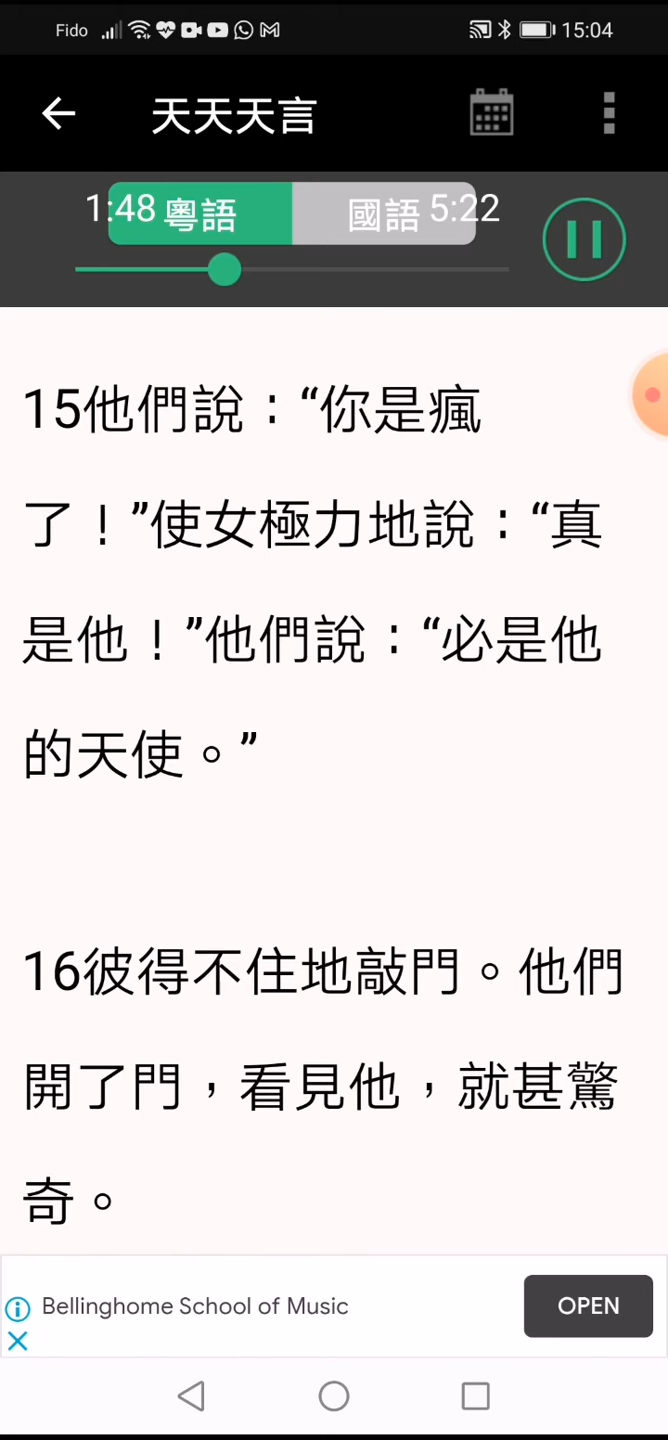 Fido 15:04
天天天言
1:48 粵語 國語 5:22
15他們說：“你是瘋
了！”使女極力地說：“真
是他！”他們說：“必是他
的天使。”
16彼得不住地敲門。他們
開了門，看見他，就甚驚
奇。
Bellinghome School of Music
OPEN